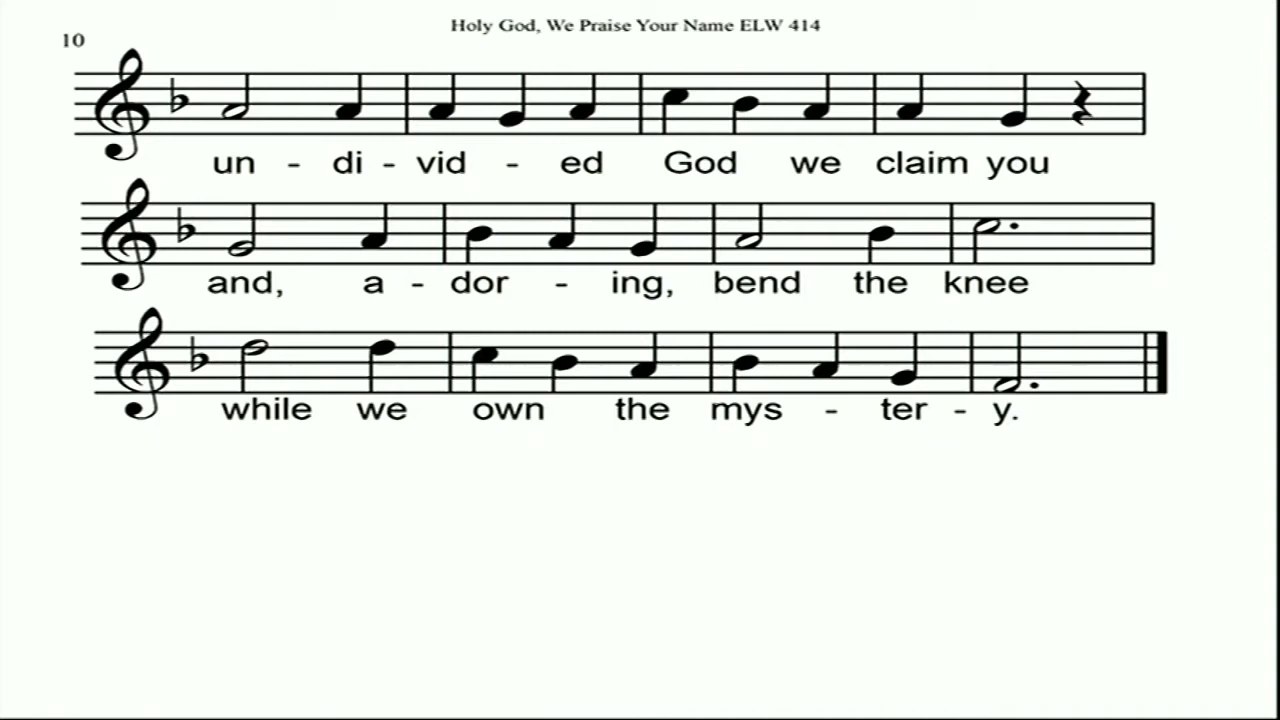 Holy God, We Praise Your Name ELW 414
10
un - di - vid - ed God we claim you
and, a - dor - ing, bend the knee
while we own the mys - ter - y.